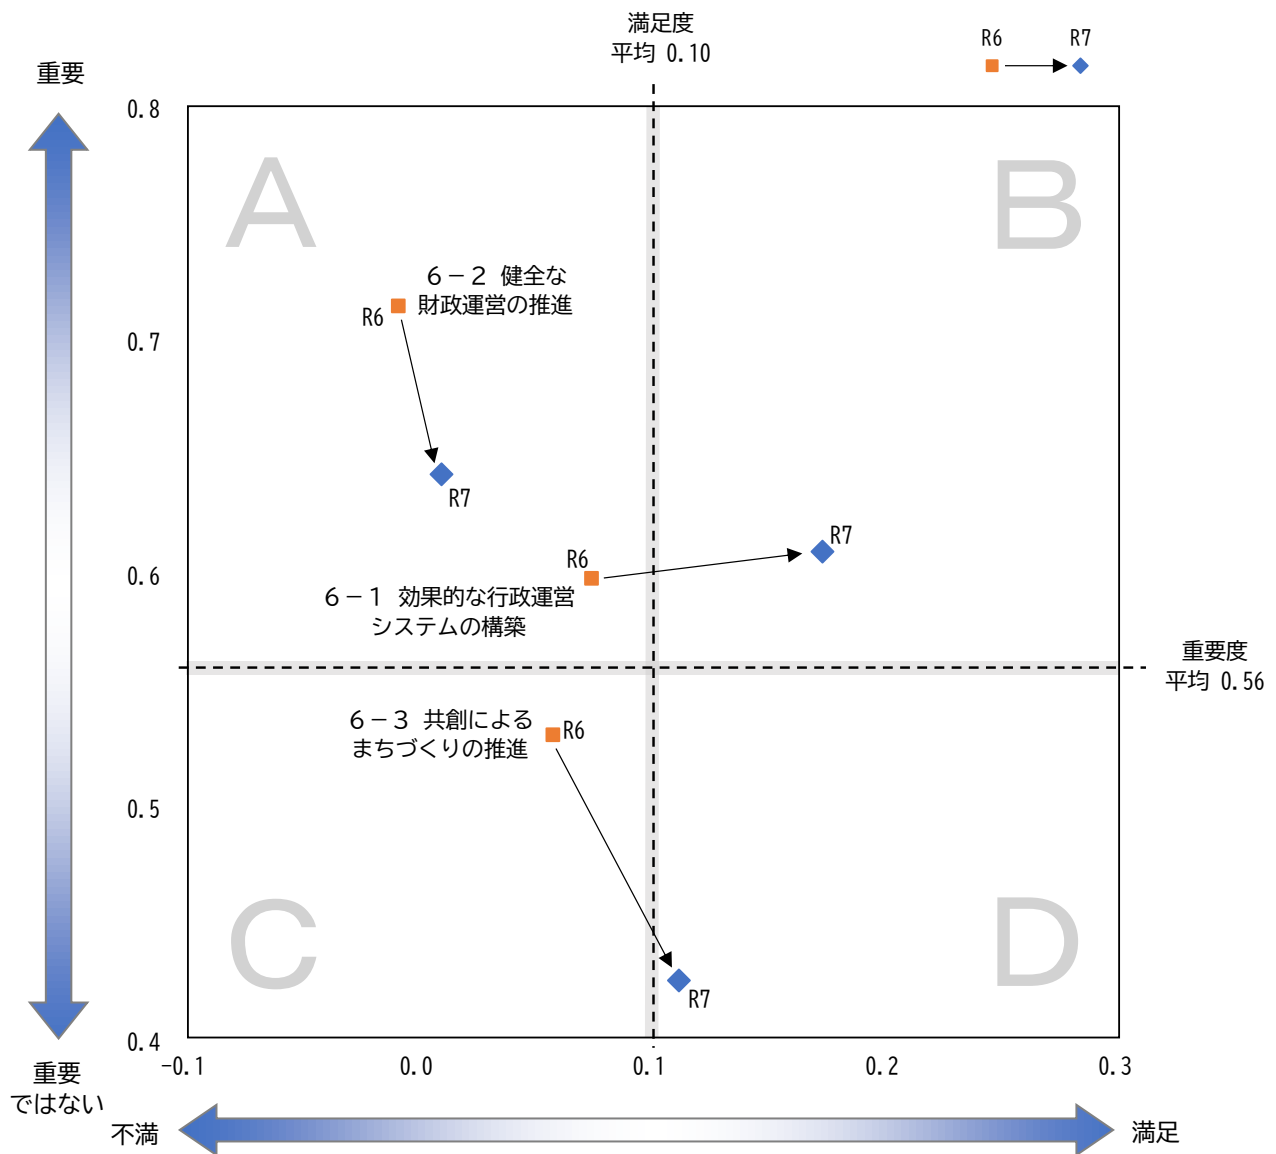 満足度
平均 0.10
R6
R7
重要
0.8
A
B
6－2 健全な
財政運営の推進
R6
0.7
R7
R7
R6
0.6
6－1 効果的な行政運営
システムの構築
重要度
平均 0.56
6－3 共創による
まちづくりの推進
R6
0.5
C
D
R7
0.4
-0.1
0.0
0.1
0.2
0.3
重要
ではない
不満
満足